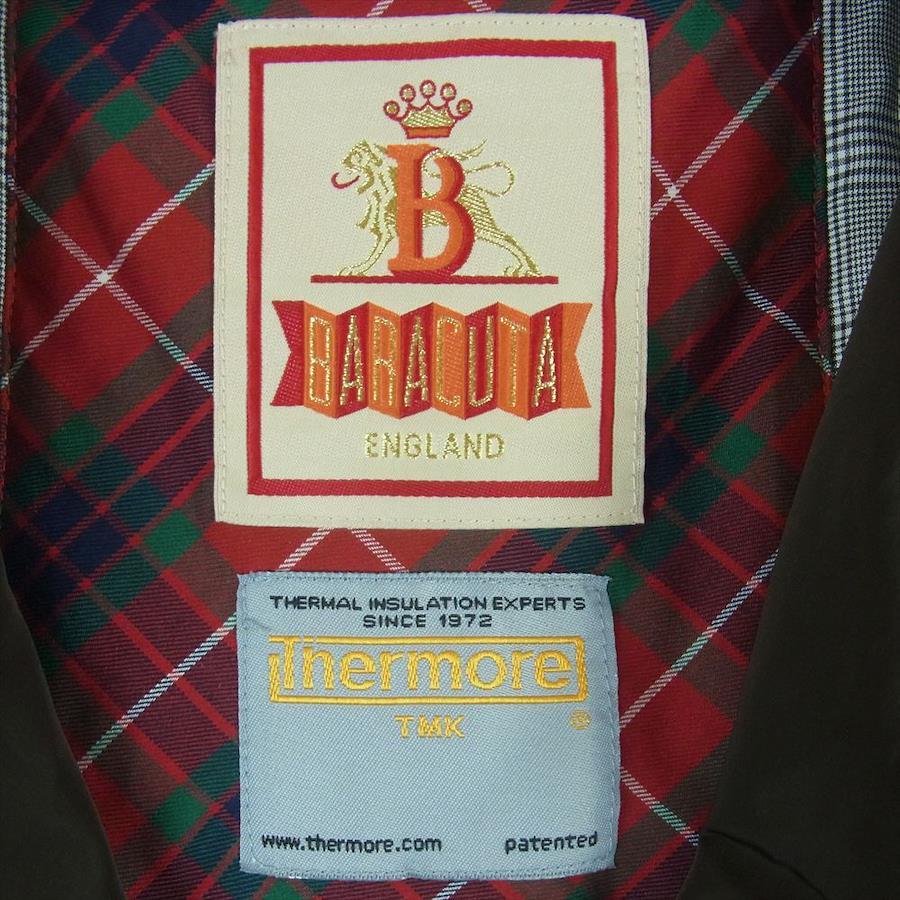 B
BARACUTA
ENGLAND
THERMAL INSULATION EXPERTS
SINCE 1972
Thermore
TMK ®
www.thermore.com patented